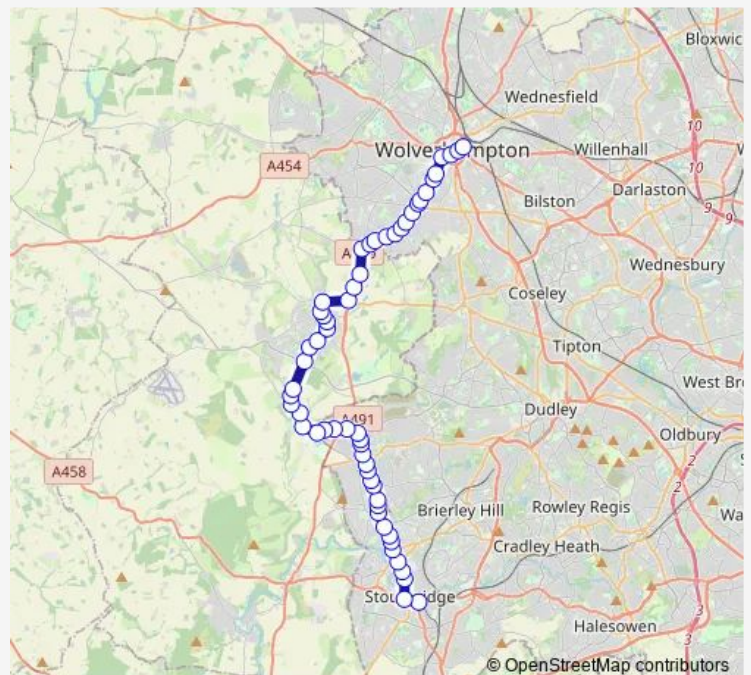 Bloxwic
Wednesfield
10
Wolverhampton
Willenhall
W
10
A454
Darlaston
Bilston
9
9
Wednesbury
Coseley
Tipton
West Br
Dudley
A491
Oldbury
2
A458
2
Brierley Hill
Rowley Regis
Wa
Cradley Heath
Stourbridge
3
Halesowen
3
© OpenStreetMap contributors